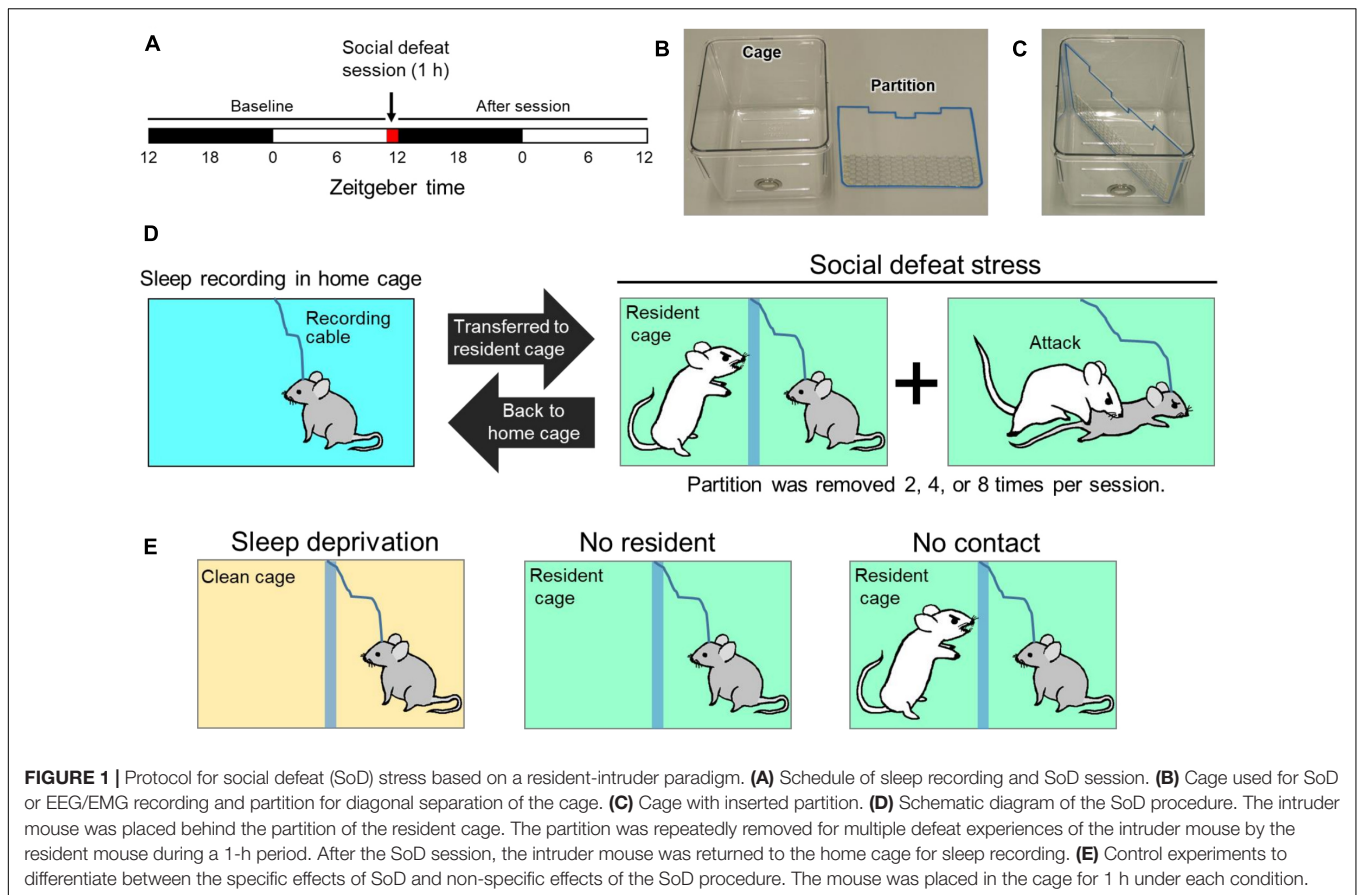 A
Social defeat
session (1 h)
Baseline
After session
12 18 0 6 12 18 0 6 12
Zeitgeber time
B
Cage
Partition
C
D
Sleep recording in home cage
Recording
cable
Transferred to
resident cage
Back to
home cage
Social defeat stress
Resident
cage
Attack
+
Partition was removed 2, 4, or 8 times per session.
E
Sleep deprivation
Clean cage
No resident
Resident
cage
No contact
Resident
cage
FIGURE 1 | Protocol for social defeat (SoD) stress based on a resident-intruder paradigm. (A) Schedule of sleep recording and SoD session. (B) Cage used for SoD
or EEG/EMG recording and partition for diagonal separation of the cage. (C) Cage with inserted partition. (D) Schematic diagram of the SoD procedure. The intruder
mouse was placed behind the partition of the resident cage. The partition was repeatedly removed for multiple defeat experiences of the intruder mouse by the
resident mouse during a 1-h period. After the SoD session, the intruder mouse was returned to the home cage for sleep recording. (E) Control experiments to
differentiate between the specific effects of SoD and non-specific effects of the SoD procedure. The mouse was placed in the cage for 1 h under each condition.